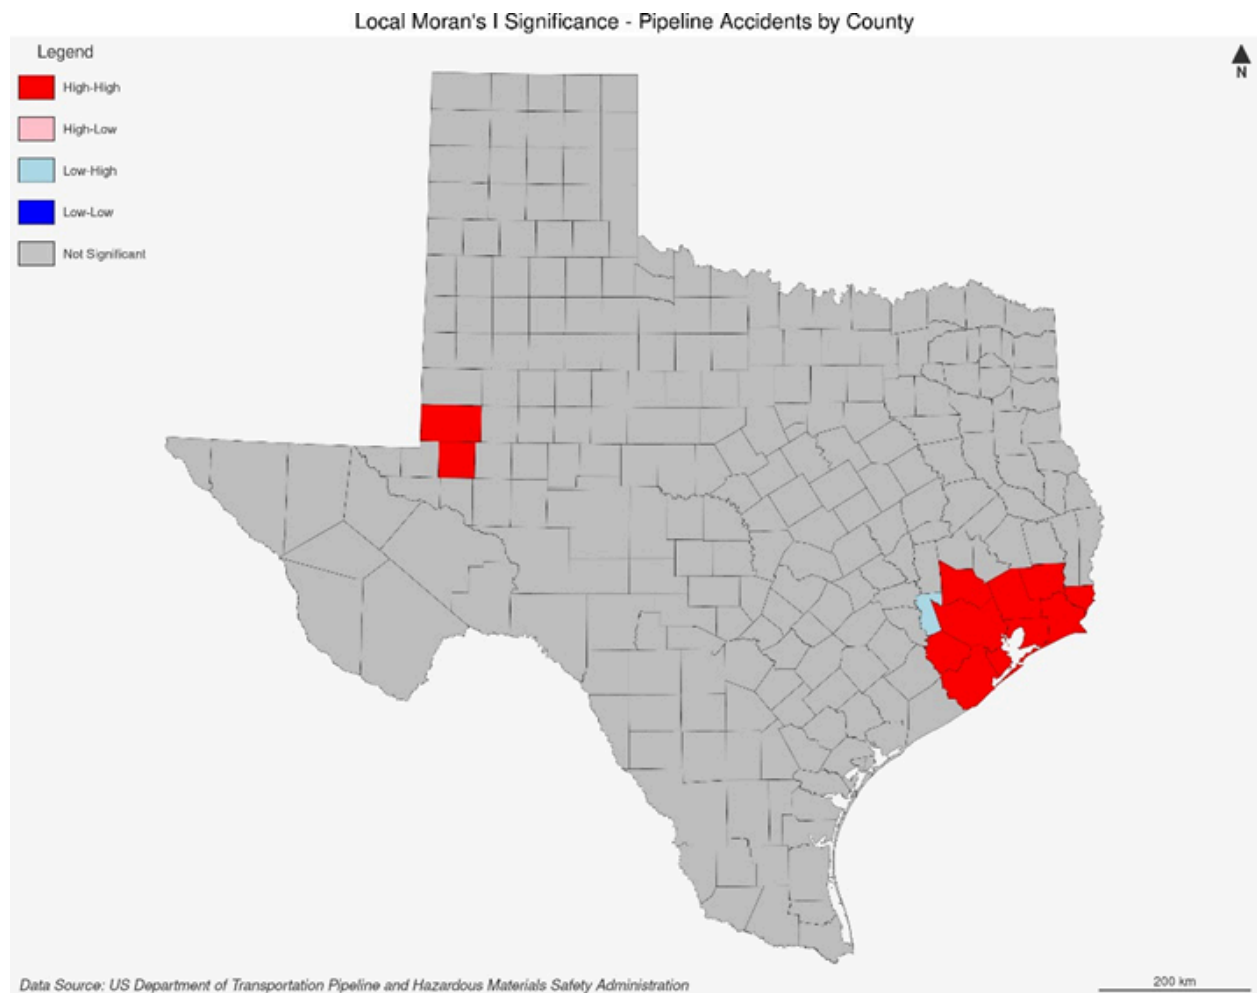 Local Moran's I Significance - Pipeline Accidents by County
Legend
High-High
High-Low
Low-High
Low-Low
Not Significant
N
Data Source: US Department of Transportation Pipeline and Hazardous Materials Safety Administration
200 km